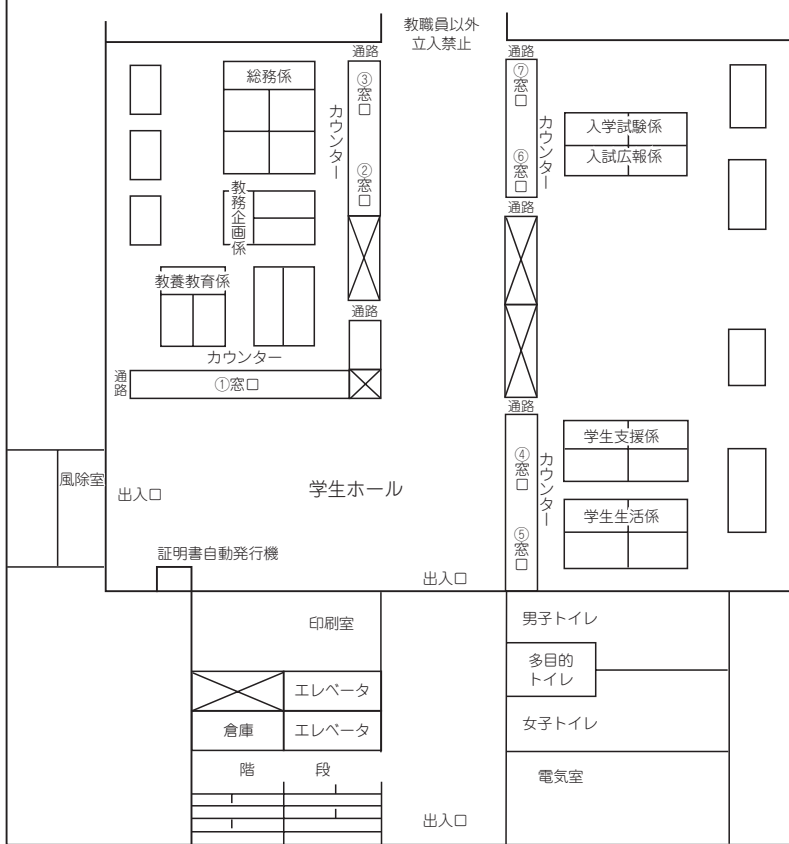 教職員以外
立入禁止
通路
通路
総務係
③窓口
カウンター
②窓口
⑦窓口
⑥窓口
カウンター
入学試験係
入試広報係
教務企画係
通路
教養教育係
通路
カウンター
通路
①窓口
通路
学生支援係
④窓口
カウンター
風除室
出入口
学生ホール
学生生活係
⑤窓口
証明書自動発行機
出入口
印刷室
男子トイレ
多目的
トイレ
エレベータ
倉庫
エレベータ
女子トイレ
階段
電気室
出入口